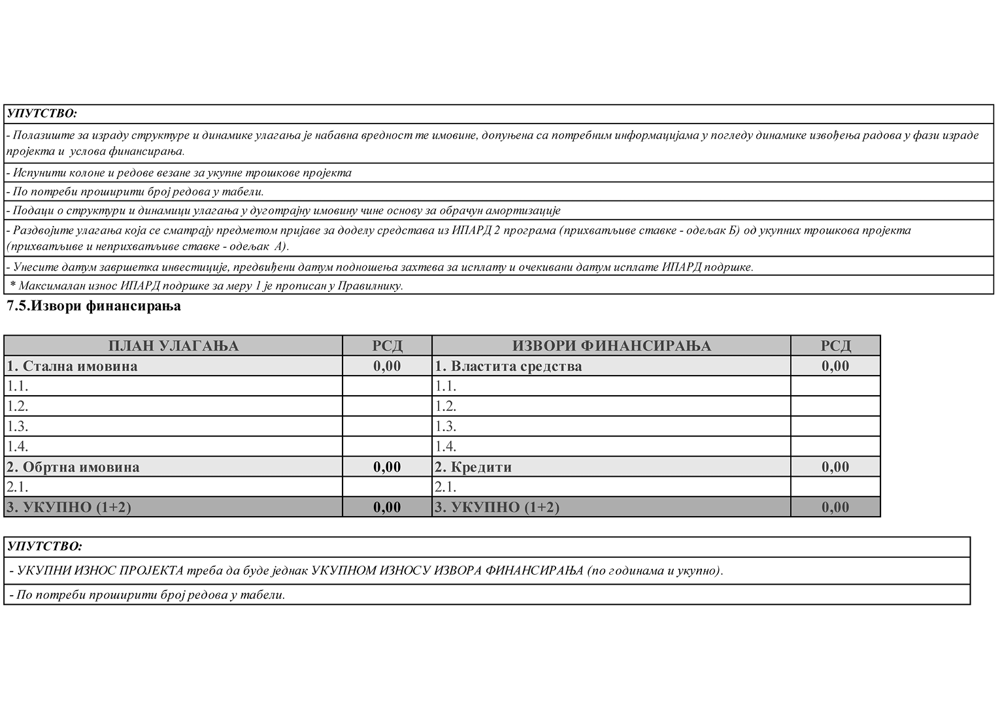 УПУТСТВО:
- Полазиште за израду структуре и динамике улагања је набавна вредност те имовине, допуњена са потребним информацијама у погледу динамике извођења радова у фази израде
пројекта и услова финансирања.
- Испунити колоне и редове везане за укупне трошкове пројекта
- По потреби проширити број редова у табели.
- Подаци о структури и динамици улагања у дуготрајну имовину чине основу за обрачун амортизације
- Раздвојите улагања која се сматрају предметом пријаве за доделу средстава из ИПАРД 2 програма (прихватљиве ставке - одељак Б) од укупних трошкова пројекта
(прихватљиве и неприхватљиве ставке - одељак А).
- Унесите датум завршетка инвестиције, предвиђени датум подношења захтева за исплату и очекивани датум исплате ИПАРД подршке.
* Максималан износ ИПАРД подршке за меру 1 је прописан у Правилнику.
7.5.Извори финансирања
ПЛАН УЛАГАЊА РСД ИЗВОРИ ФИНАНСИРАЊА РСД
1. Стална имовина 0,00 1. Властита средства 0,00
1.1. 1.1.
1.2. 1.2.
1.3. 1.3.
1.4. 1.4.
2. Обртна имовина 0,00 2. Кредити 0,00
2.1. 2.1.
3. УКУПНО (1+2) 0,00 3. УКУПНО (1+2) 0,00
УПУТСТВО:
- УКУПНИ ИЗНОС ПРОЈЕКТА треба да буде једнак УКУПНОМ ИЗНОСУ ИЗВОРА ФИНАНСИРАЊА (по годинама и укупно).
- По потреби проширити број редова у табели.